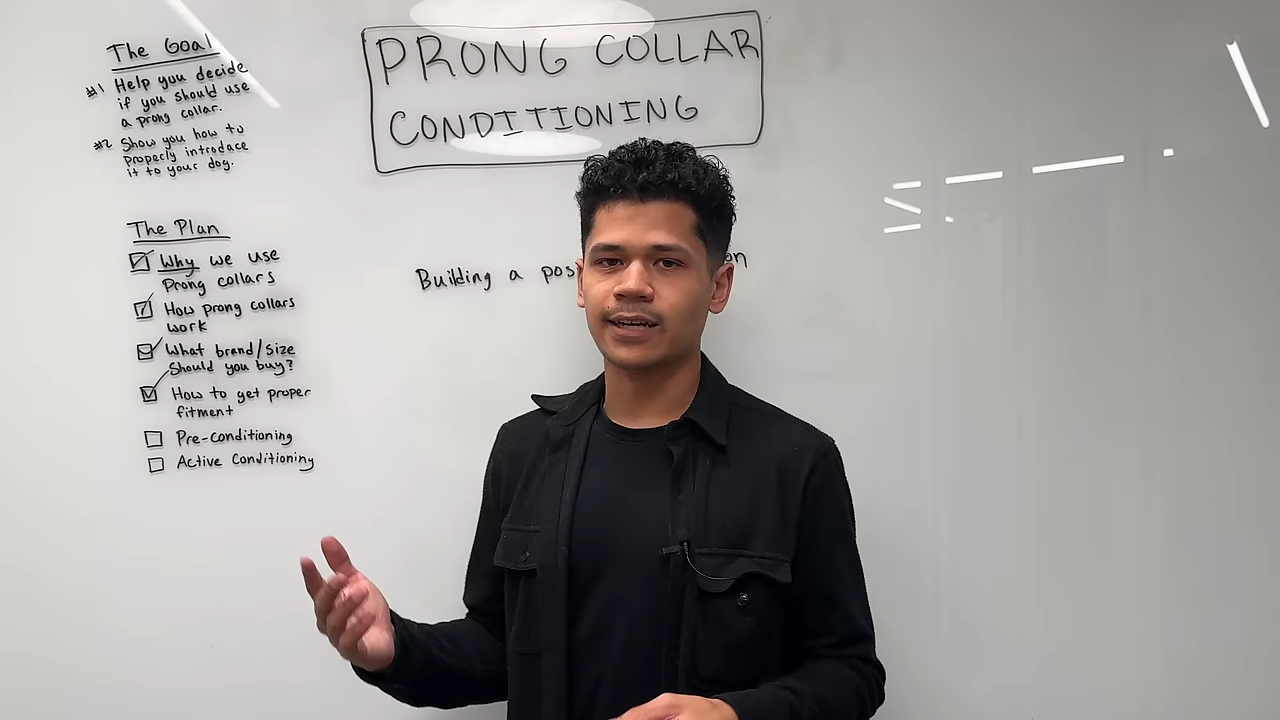 The Goal
#1 Help you decide
if you should use
a prong collar.
#2 Show you how to
properly introduce
it to your dog.
The Plan
Why we use
Prong collars
How prong collars
work
What brand/size
Should you buy?
How to get proper
fitment
Pre-conditioning
Active Conditioning
PRONG COLLAR
CONDITIONING
Building a